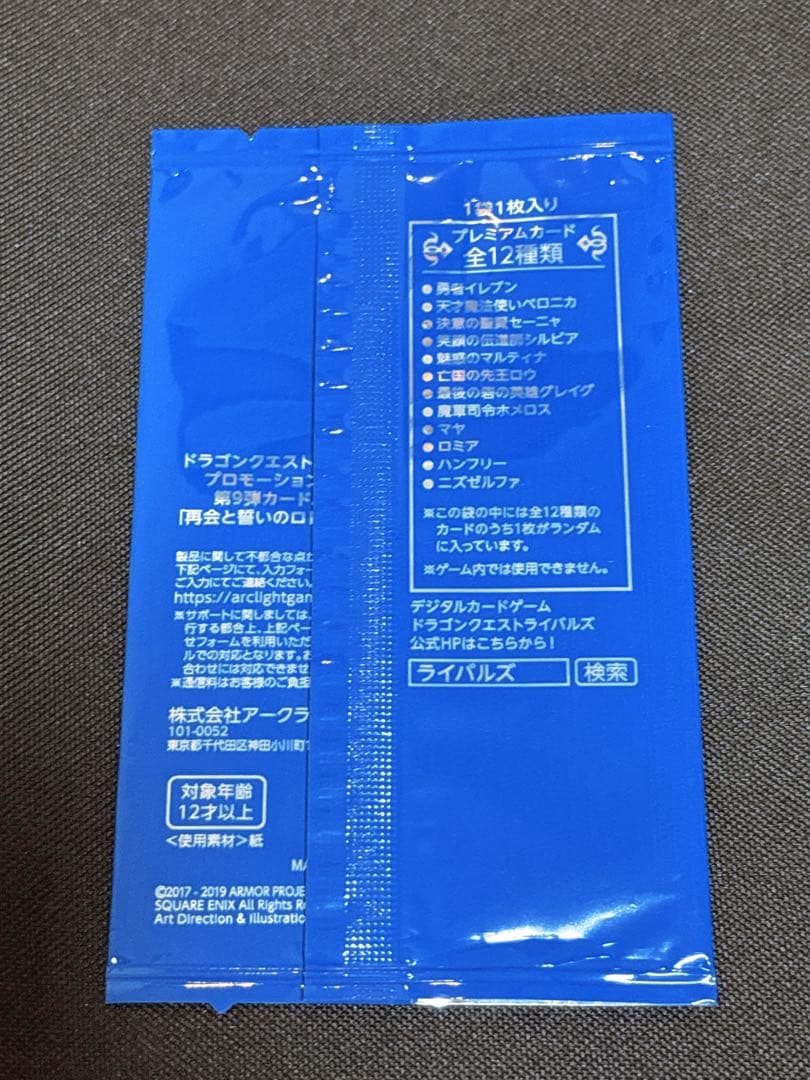 1袋1枚入り
プレミアムカード
全12種類
●勇者イレブン
●天才魔法使いベロニカ
●決意の聖賢セーニャ
●笑顔の伝道師シルビア
●魅惑のマルティナ
●亡国の先王ロウ
●最後の砦の英雄グレイグ
●魔軍司令ホメロス
●マヤ
●ロミア
●ハンフリー
●ニズゼルファ
※この袋の中には全12種類の
カードのうち1枚がランダム
に入っています。
※ゲーム内では使用できません。
デジタルカードゲーム
ドラゴンクエストライバルズ
公式HPはこちらから!
ライバルズ 検索
ドラゴンクエスト
プロモーション
第9弾カード
「再会と誓いのロ
製品に関して不都合な点が
下記ページにて、入力フォー
ご入力にてご連絡ください。
https://arclightgam
※サポートに関しましては、
行する都合上、上記ペー
せフォームを利用いただ
ルでの対応となります。お
合わせには対応できませ
※通信料はお客様のご負担
株式会社アークラ
101-0052
東京都千代田区神田小川町1
対象年齢
12才以上
<使用素材>紙
MA
©2017 - 2019 ARMOR PROJE
SQUARE ENIX All Rights Re
Art Direction & Illustratio